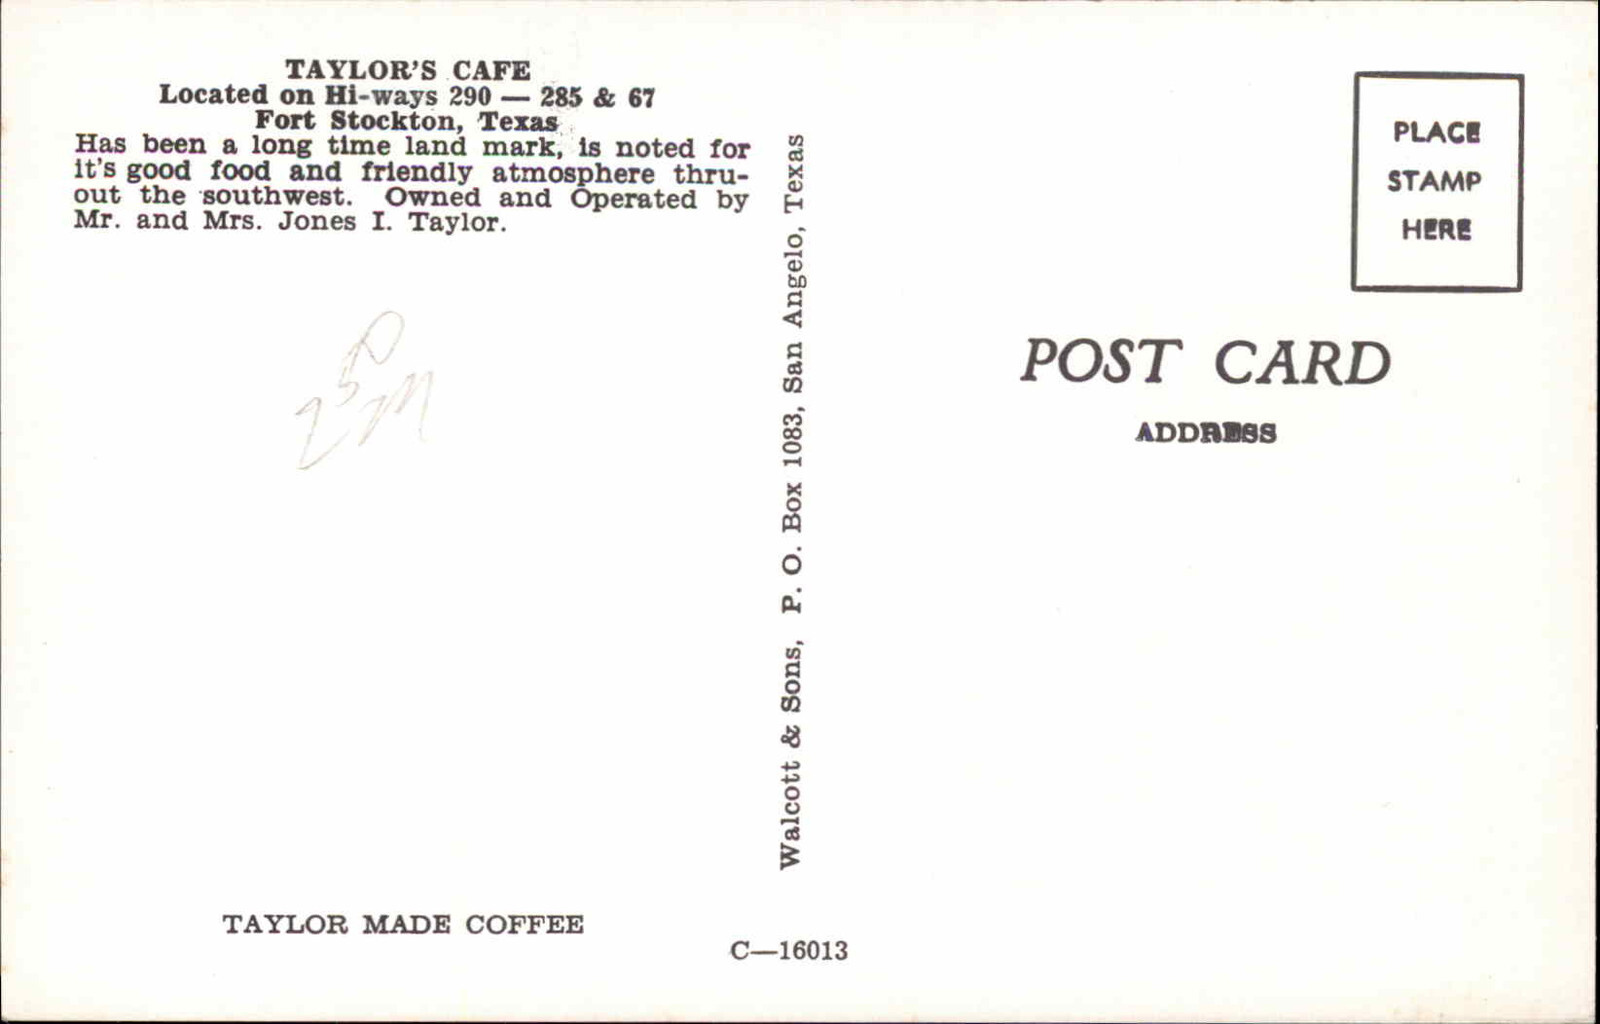 TAYLOR'S CAFE
Located on Hi-ways 290 — 285 & 67
Fort Stockton, Texas
Has been a long time land mark, is noted for
it's good food and friendly atmosphere thru-
out the southwest. Owned and Operated by
Mr. and Mrs. Jones I. Taylor.
TAYLOR MADE COFFEE
Walcott & Sons, P. O. Box 1083, San Angelo, Texas
C—16013
PLACE
STAMP
HERE
POST CARD
ADDRESS